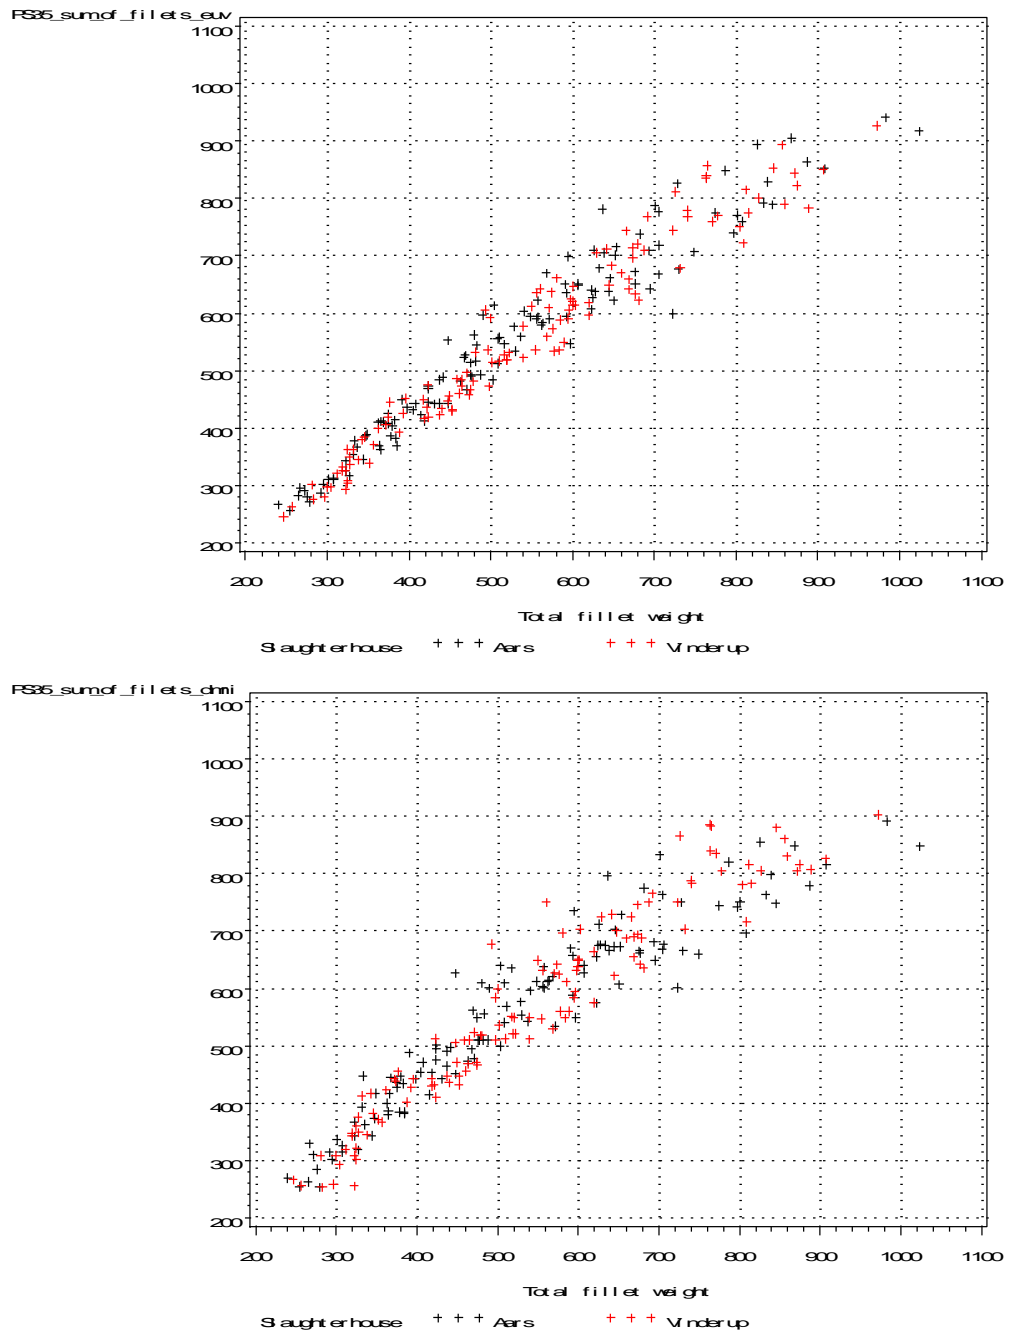 PS35_sum_of_filets_euv
1100
1000
900
800
700
600
500
400
300
200
200 300 400 500 600 700 800 900 1000 1100
Total fillet weight
Slaughterhouse + + + Aars + + + Vinderup
PS35_sum_of_filets_dmi
1100
1000
900
800
700
600
500
400
300
200
200 300 400 500 600 700 800 900 1000 1100
Total fillet weight
Slaughterhouse + + + Aars + + + Vinderup